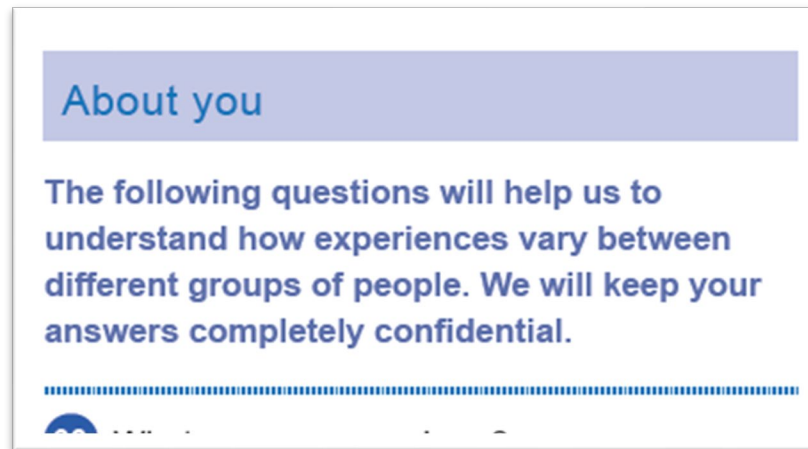 About you
The following questions will help us to
understand how experiences vary between
different groups of people. We will keep your
answers completely confidential.